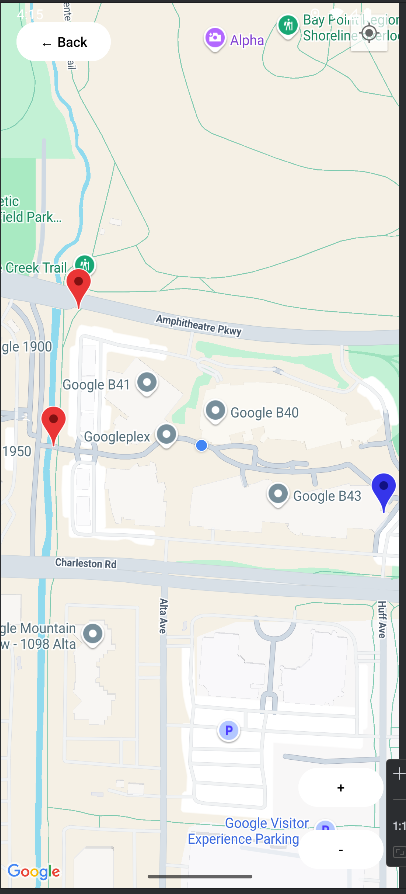 ← Back
Alpha
Bay Point Legion
Shoreline
etic
ield Park...
Creek Trail
Amphitheatre Pkwy
gle 1900
Google B41
Google B40
Googleplex
1950
Google B43
Charleston Rd
Alta Ave
Huff Ave
gle Mountain
w - 1098 Alta
P
+
Google Visitor
Experience Parking
P
-
+
1:1
Google